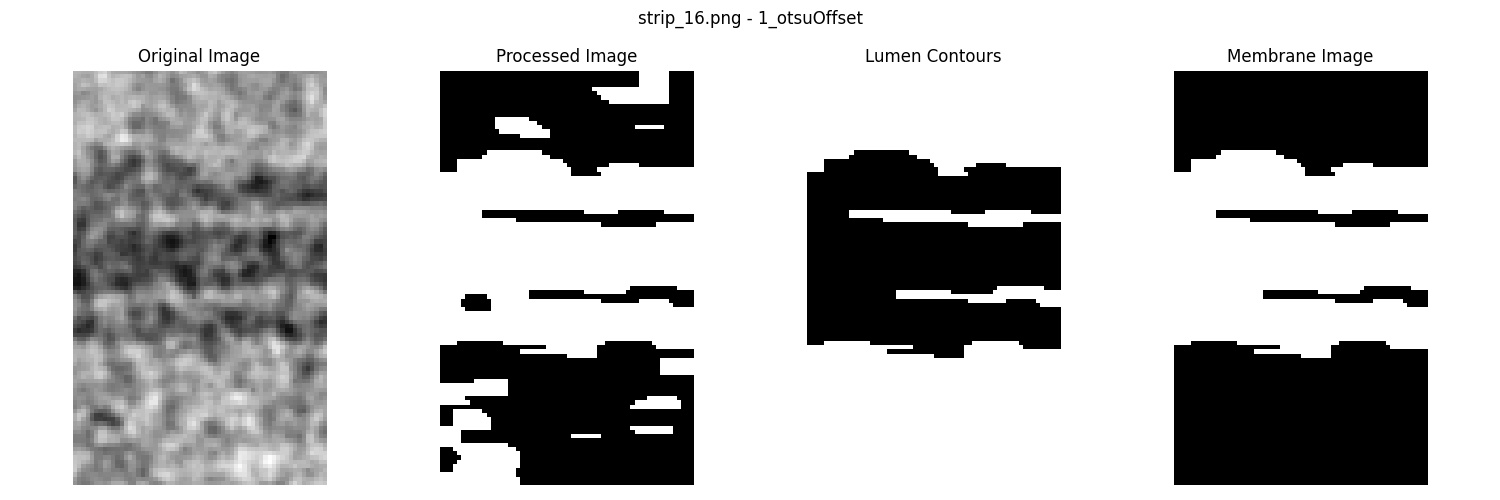 strip_16.png - 1_otsuOffset
Original Image
Processed Image
Lumen Contours
Membrane Image